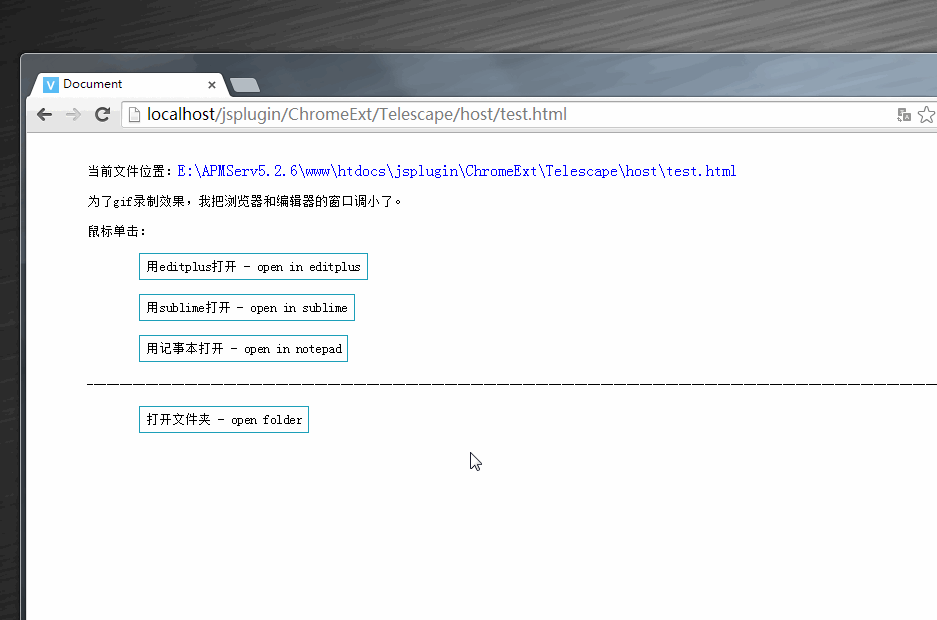 V Document
localhost/jsplugin/ChromeExt/Telescape/host/test.html
当前文件位置：E:\APMServ5.2.6\www\htdocs\jsplugin\ChromeExt\Telescape\host\test.html
为了gif录制效果，我把浏览器和编辑器的窗口调小了。
鼠标单击：
用editplus打开 - open in editplus
用sublime打开 - open in sublime
用记事本打开 - open in notepad
打开文件夹 - open folder